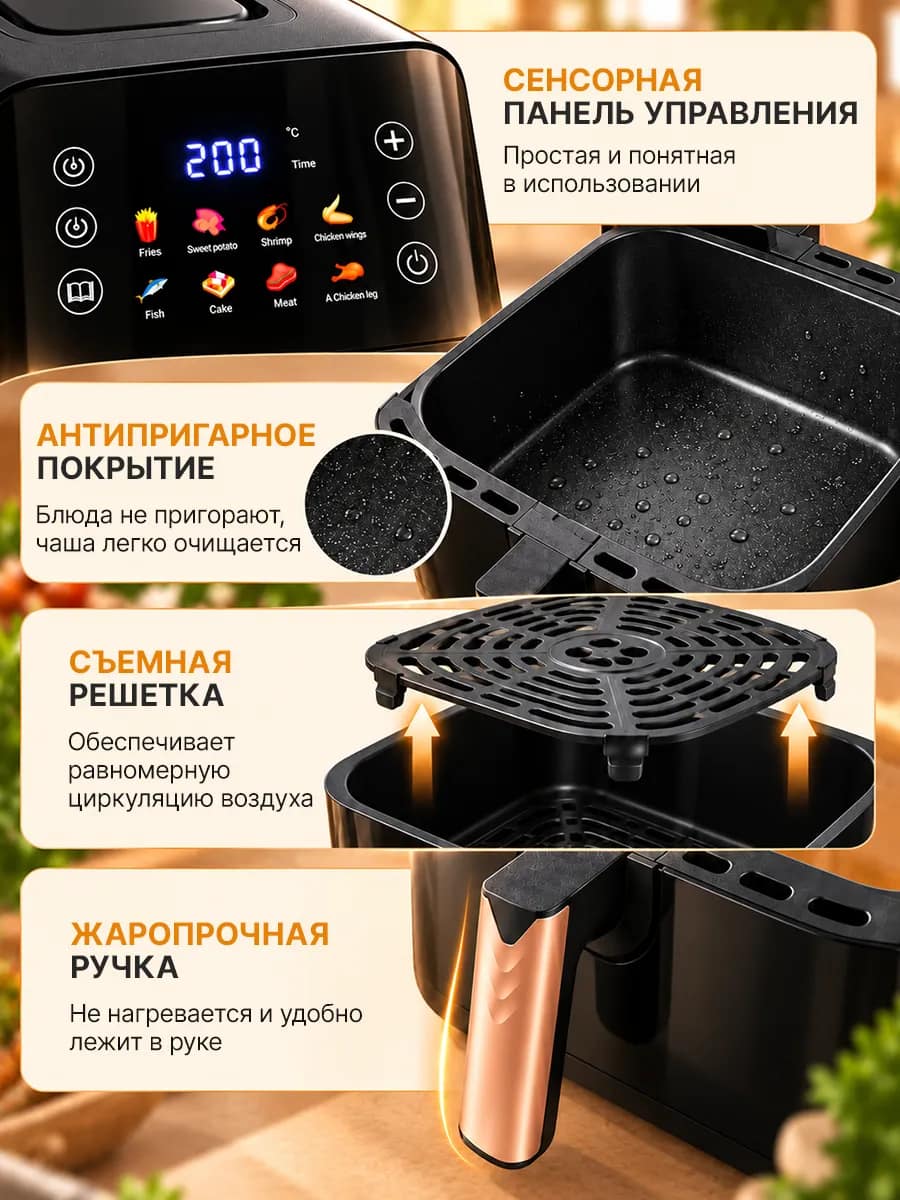 200
°C
Time
Fries
Sweet potato
Shrimp
Chicken wings
Fish
Cake
Meat
A Chicken leg
СЕНСОРНАЯ
ПАНЕЛЬ УПРАВЛЕНИЯ
Простая и понятная
в использовании
АНТИПРИГАРНОЕ
ПОКРЫТИЕ
Блюда не пригорают,
чаша легко очищается
СЪЕМНАЯ
РЕШЕТКА
Обеспечивает
равномерную
циркуляцию воздуха
ЖАРОПРОЧНАЯ
РУЧКА
Не нагревается и удобно
лежит в руке